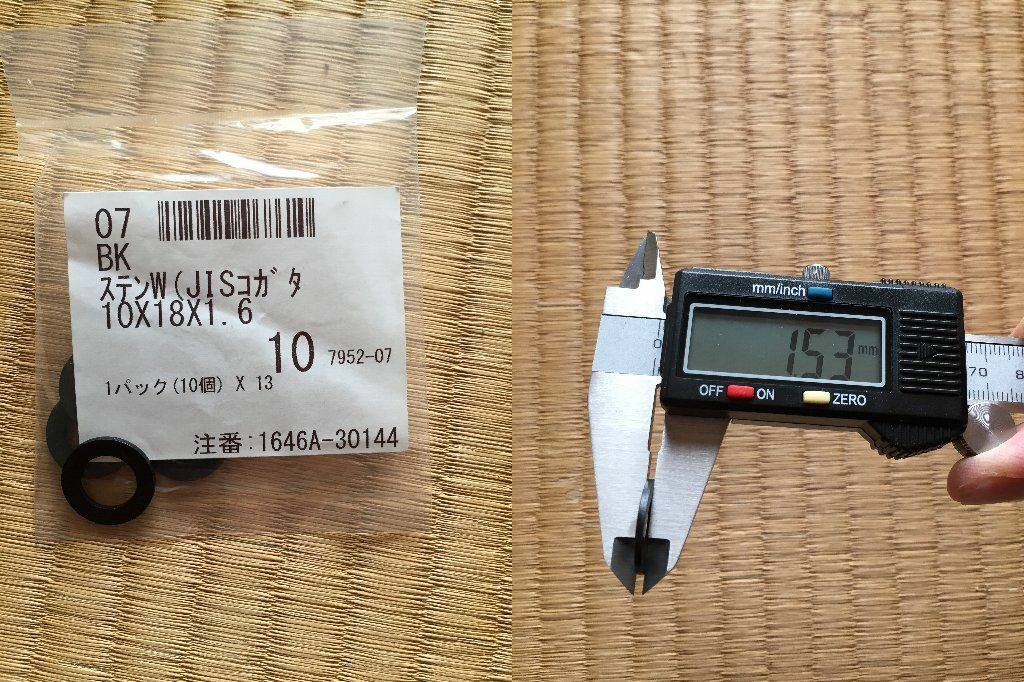 07
BK
ステンW(JISコガタ
10X18X1.6
10 7952-07
1パック(10個) X 13
注番:1646A-30144
mm/inch
1.53 mm
OFF ON ZERO
0
70 8